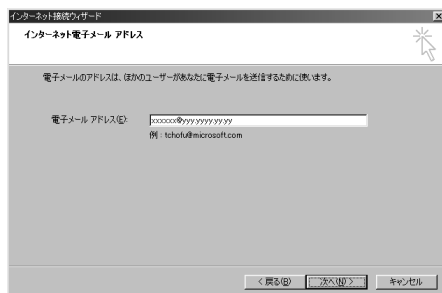 インターネット接続ウィザード
インターネット電子メール アドレス
電子メールのアドレスは、ほかのユーザーがあなたに電子メールを送信するために使います。
電子メール アドレス(E):
xxxxxx@yyy.yyyy.yy.yy
例 : tchofu@microsoft.com
< 戻る(B)
次へ(N) >
キャンセル